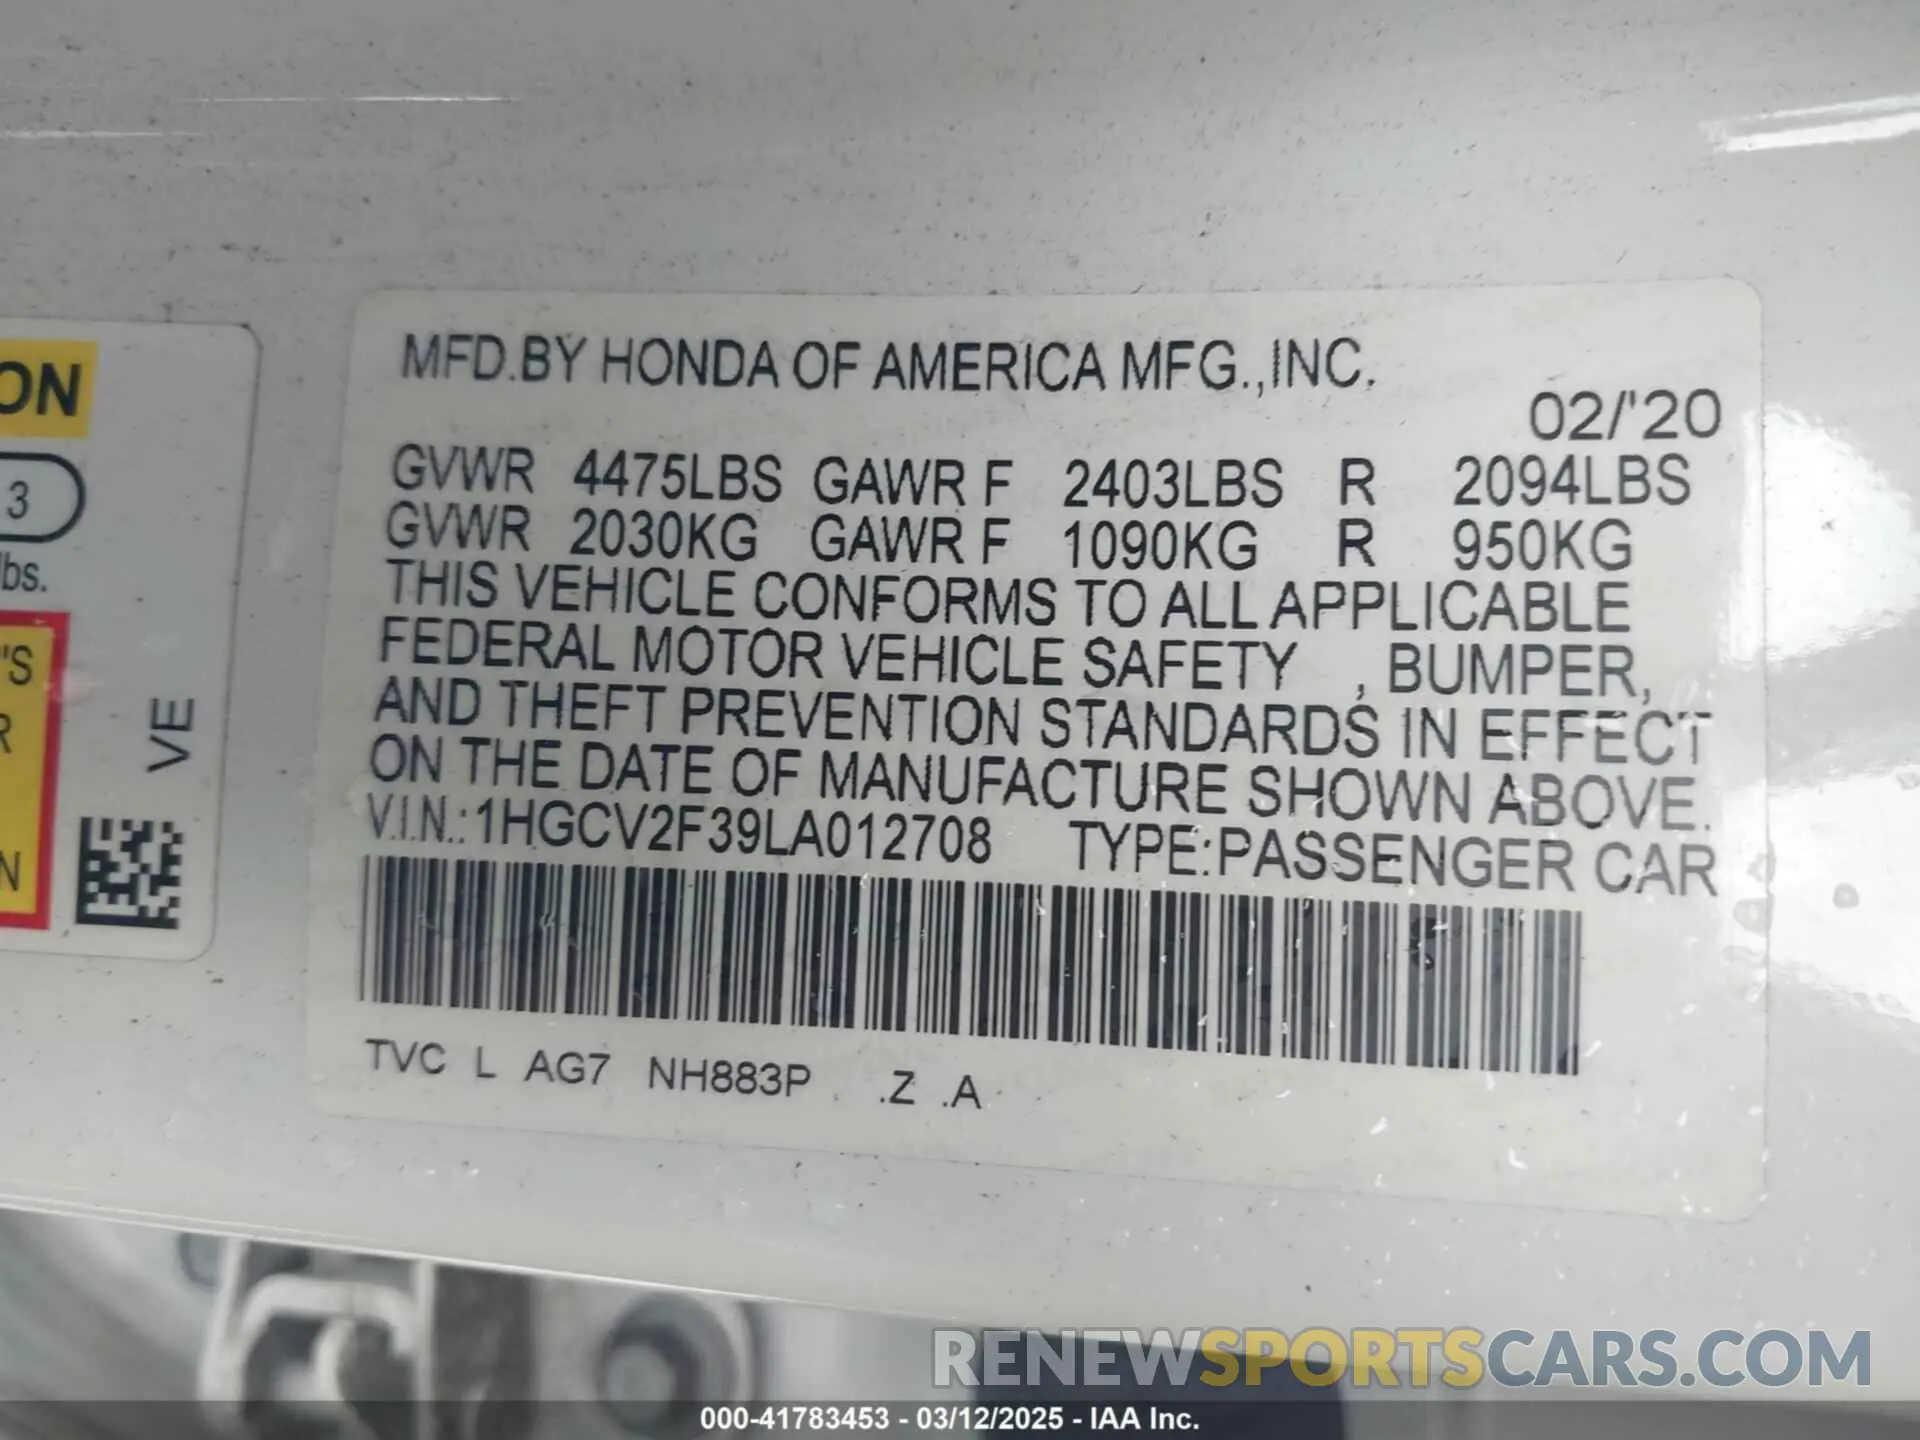 MFD.BY HONDA OF AMERICA MFG.,INC.
02/'20
GVWR 4475LBS GAWR F 2403LBS R 2094LBS
GVWR 2030KG GAWR F 1090KG R 950KG
THIS VEHICLE CONFORMS TO ALL APPLICABLE
FEDERAL MOTOR VEHICLE SAFETY , BUMPER,
AND THEFT PREVENTION STANDARDS IN EFFECT
ON THE DATE OF MANUFACTURE SHOWN ABOVE.
V.I.N.:1HGCV2F39LA012708 TYPE:PASSENGER CAR
TVC L AG7 NH883P .Z .A
ON
3
lbs.
'S
R
N
VE
RENEWSPORTSCARS.COM
000-41783453 - 03/12/2025 - IAA Inc.